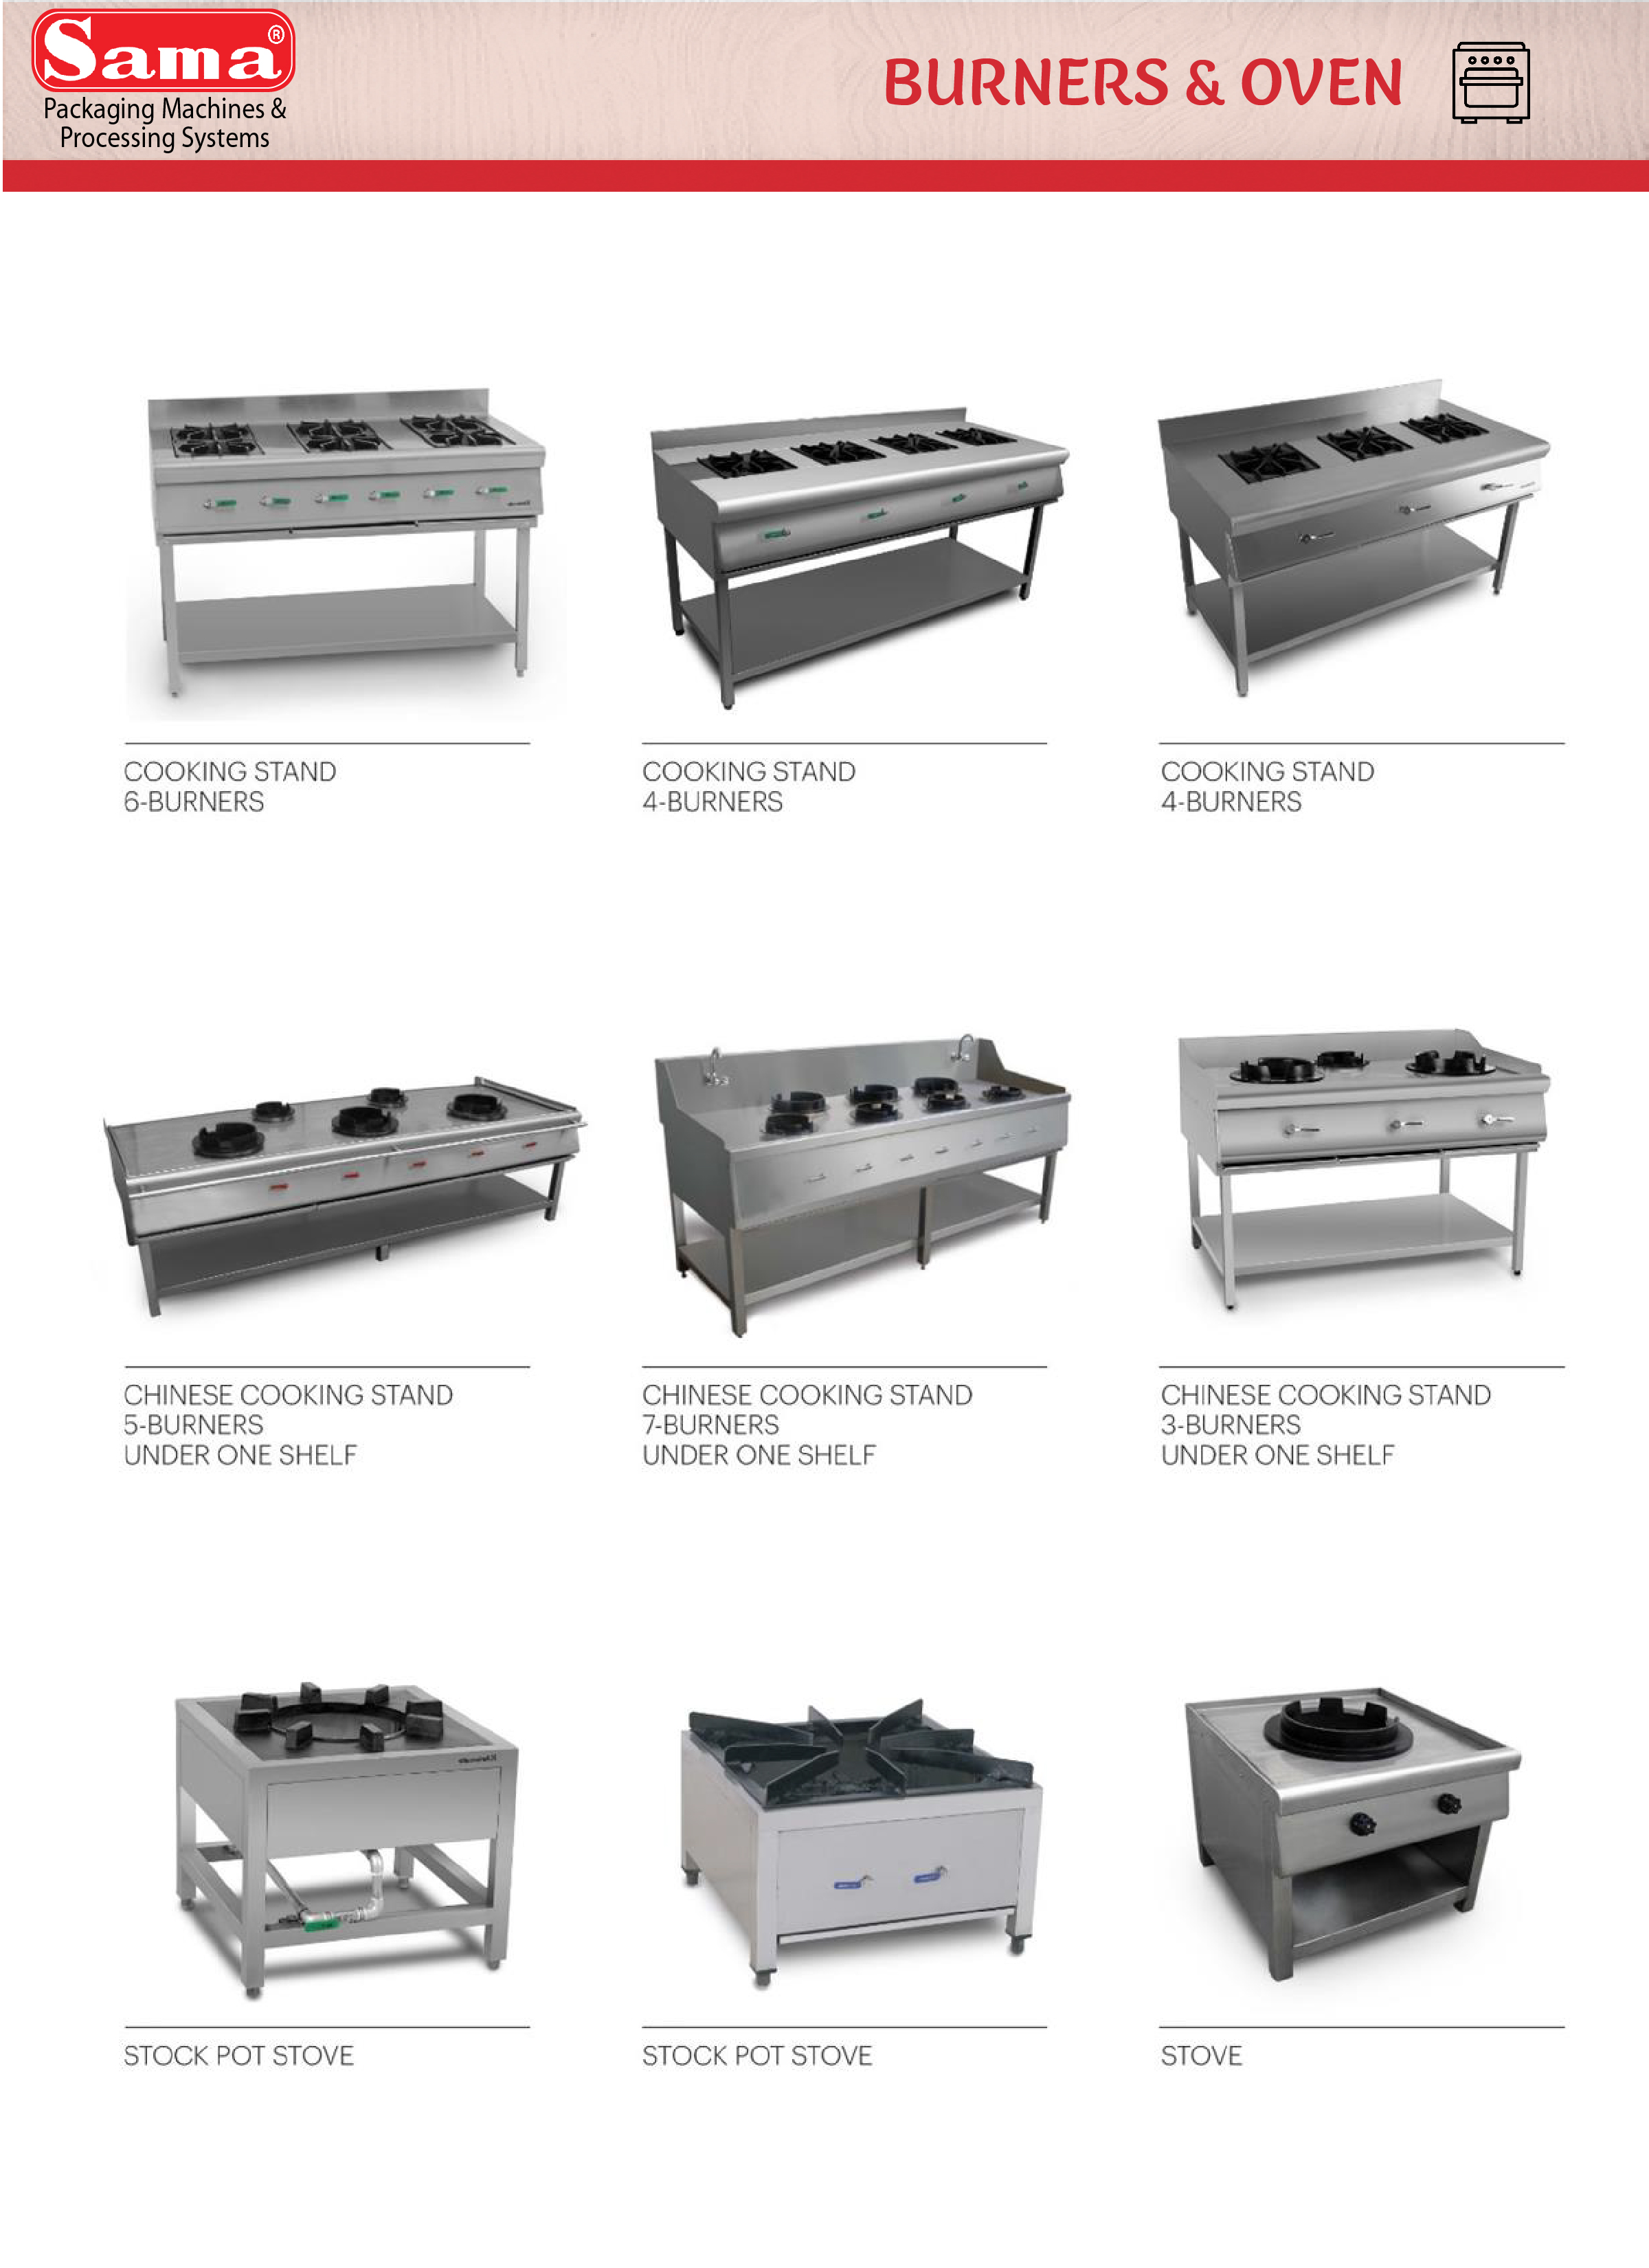 Sama®
Packaging Machines &
Processing Systems
BURNERS & OVEN
COOKING STAND
6-BURNERS
COOKING STAND
4-BURNERS
COOKING STAND
4-BURNERS
CHINESE COOKING STAND
5-BURNERS
UNDER ONE SHELF
CHINESE COOKING STAND
7-BURNERS
UNDER ONE SHELF
CHINESE COOKING STAND
3-BURNERS
UNDER ONE SHELF
STOCK POT STOVE
STOCK POT STOVE
STOVE